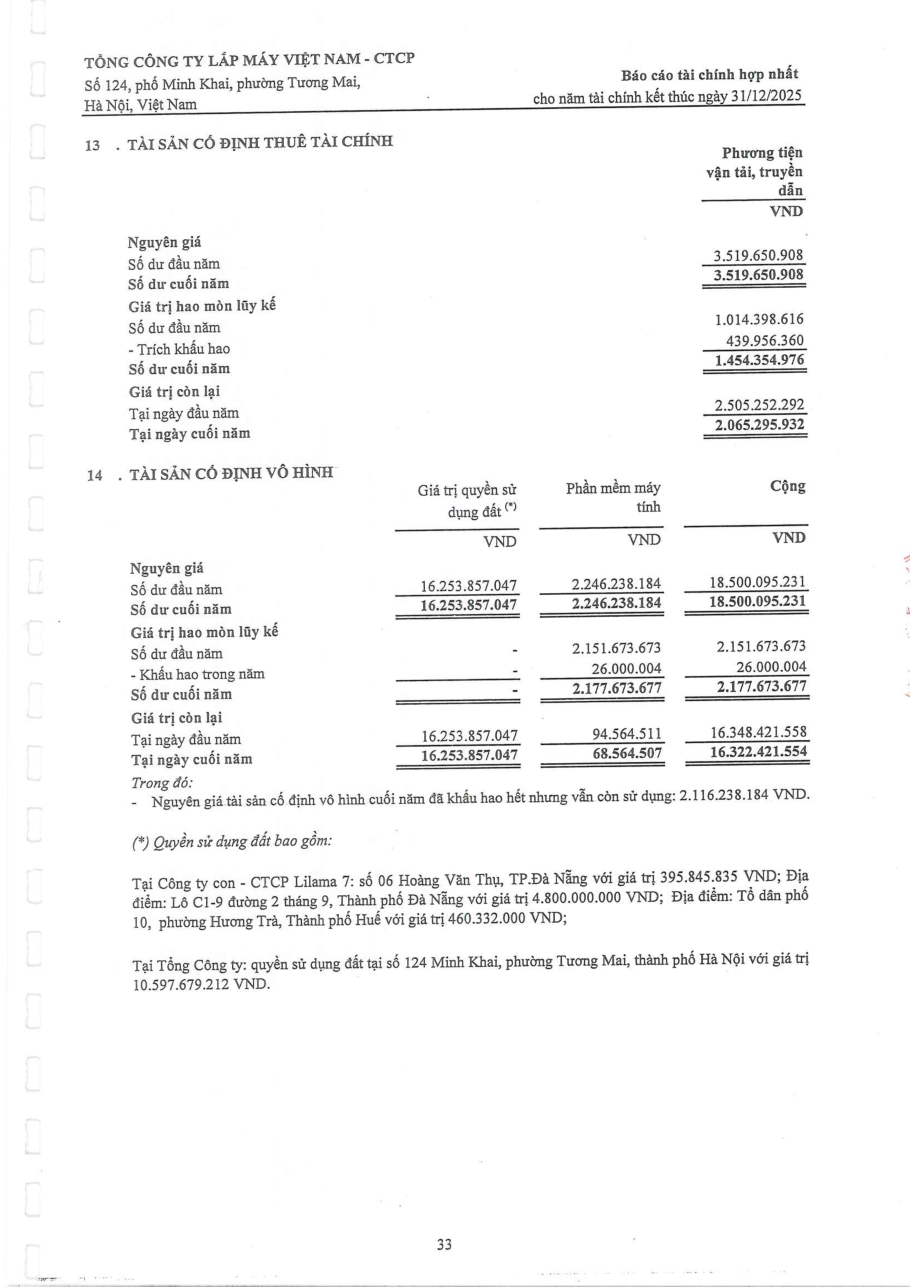 TỔNG CÔNG TY LẮP MÁY VIỆT NAM - CTCP
Số 124, phố Minh Khai, phường Tương Mai,
Hà Nội, Việt Nam
Báo cáo tài chính hợp nhất
cho năm tài chính kết thúc ngày 31/12/2025
13 . TÀI SẢN CỐ ĐỊNH THUÊ TÀI CHÍNH
Phương tiện
vận tải, truyền
dẫn
VND
Nguyên giá
Số dư đầu năm 3.519.650.908
Số dư cuối năm 3.519.650.908
Giá trị hao mòn lũy kế
Số dư đầu năm 1.014.398.616
- Trích khấu hao 439.956.360
Số dư cuối năm 1.454.354.976
Giá trị còn lại
Tại ngày đầu năm 2.505.252.292
Tại ngày cuối năm 2.065.295.932
14 . TÀI SẢN CỐ ĐỊNH VÔ HÌNH
Giá trị quyền sử Phần mềm máy Cộng
dụng đất (*) tính
VND VND VND
Nguyên giá
Số dư đầu năm 16.253.857.047 2.246.238.184 18.500.095.231
Số dư cuối năm 16.253.857.047 2.246.238.184 18.500.095.231
Giá trị hao mòn lũy kế
Số dư đầu năm - 2.151.673.673 2.151.673.673
- Khấu hao trong năm - 26.000.004 26.000.004
Số dư cuối năm - 2.177.673.677 2.177.673.677
Giá trị còn lại
Tại ngày đầu năm 16.253.857.047 94.564.511 16.348.421.558
Tại ngày cuối năm 16.253.857.047 68.564.507 16.322.421.554
Trong đó:
- Nguyên giá tài sản cố định vô hình cuối năm đã khấu hao hết nhưng vẫn còn sử dụng: 2.116.238.184 VND.
(*) Quyền sử dụng đất bao gồm:
Tại Công ty con - CTCP Lilama 7: số 06 Hoàng Văn Thụ, TP.Đà Nẵng với giá trị 395.845.835 VND; Địa
điểm: Lô C1-9 đường 2 tháng 9, Thành phố Đà Nẵng với giá trị 4.800.000.000 VND; Địa điểm: Tổ dân phố
10, phường Hương Trà, Thành phố Huế với giá trị 460.332.000 VND;
Tại Tổng Công ty: quyền sử dụng đất tại số 124 Minh Khai, phường Tương Mai, thành phố Hà Nội với giá trị
10.597.679.212 VND.
33